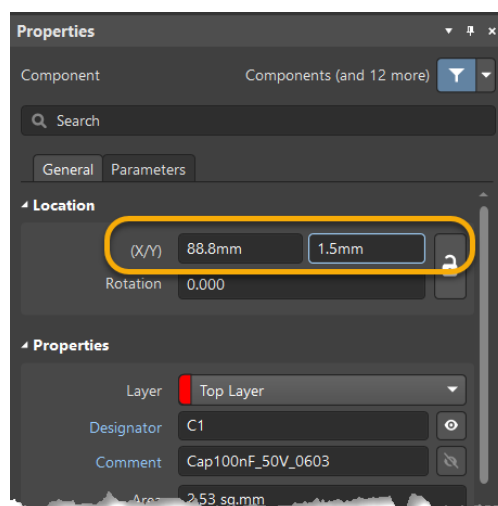 Properties
Component Components (and 12 more)
Search
General Parameters
Location
(X/Y) 88.8mm 1.5mm
Rotation 0.000
Properties
Layer Top Layer
Designator C1
Comment Cap100nF_50V_0603
Area 2.53 sq.mm